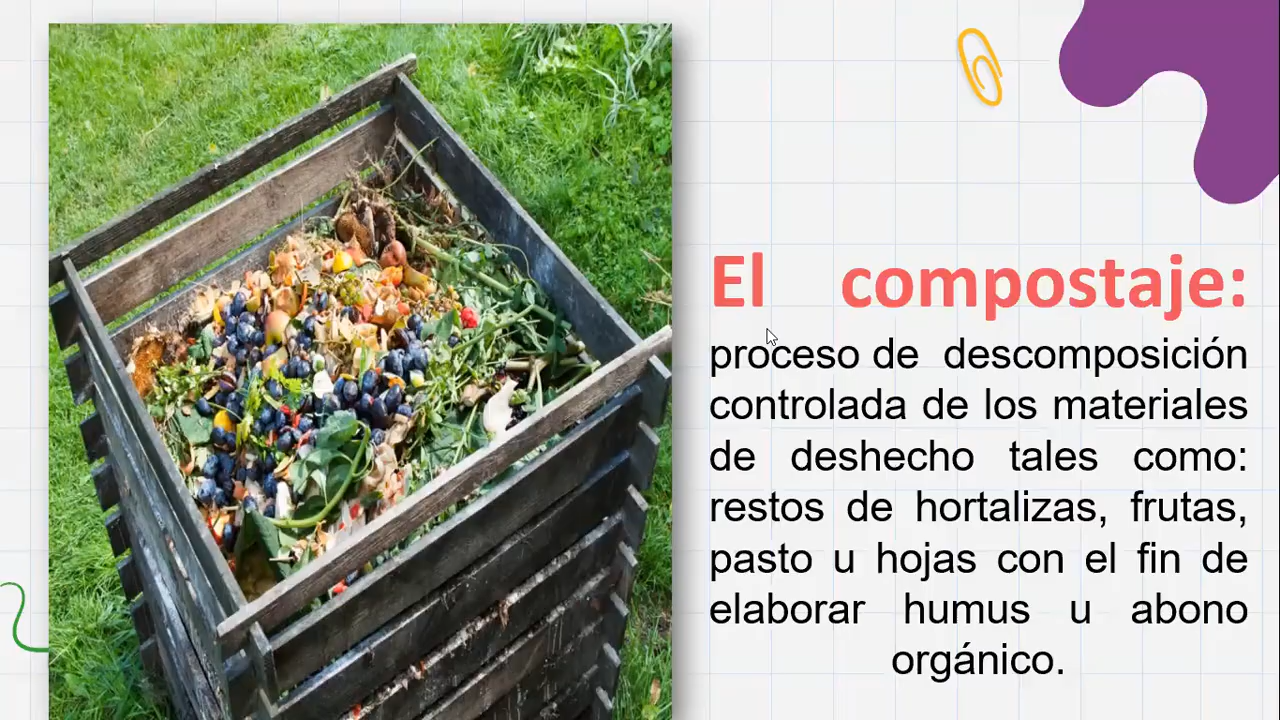 El compostaje:
proceso de descomposición
controlada de los materiales
de deshecho tales como:
restos de hortalizas, frutas,
pasto u hojas con el fin de
elaborar humus u abono
orgánico.